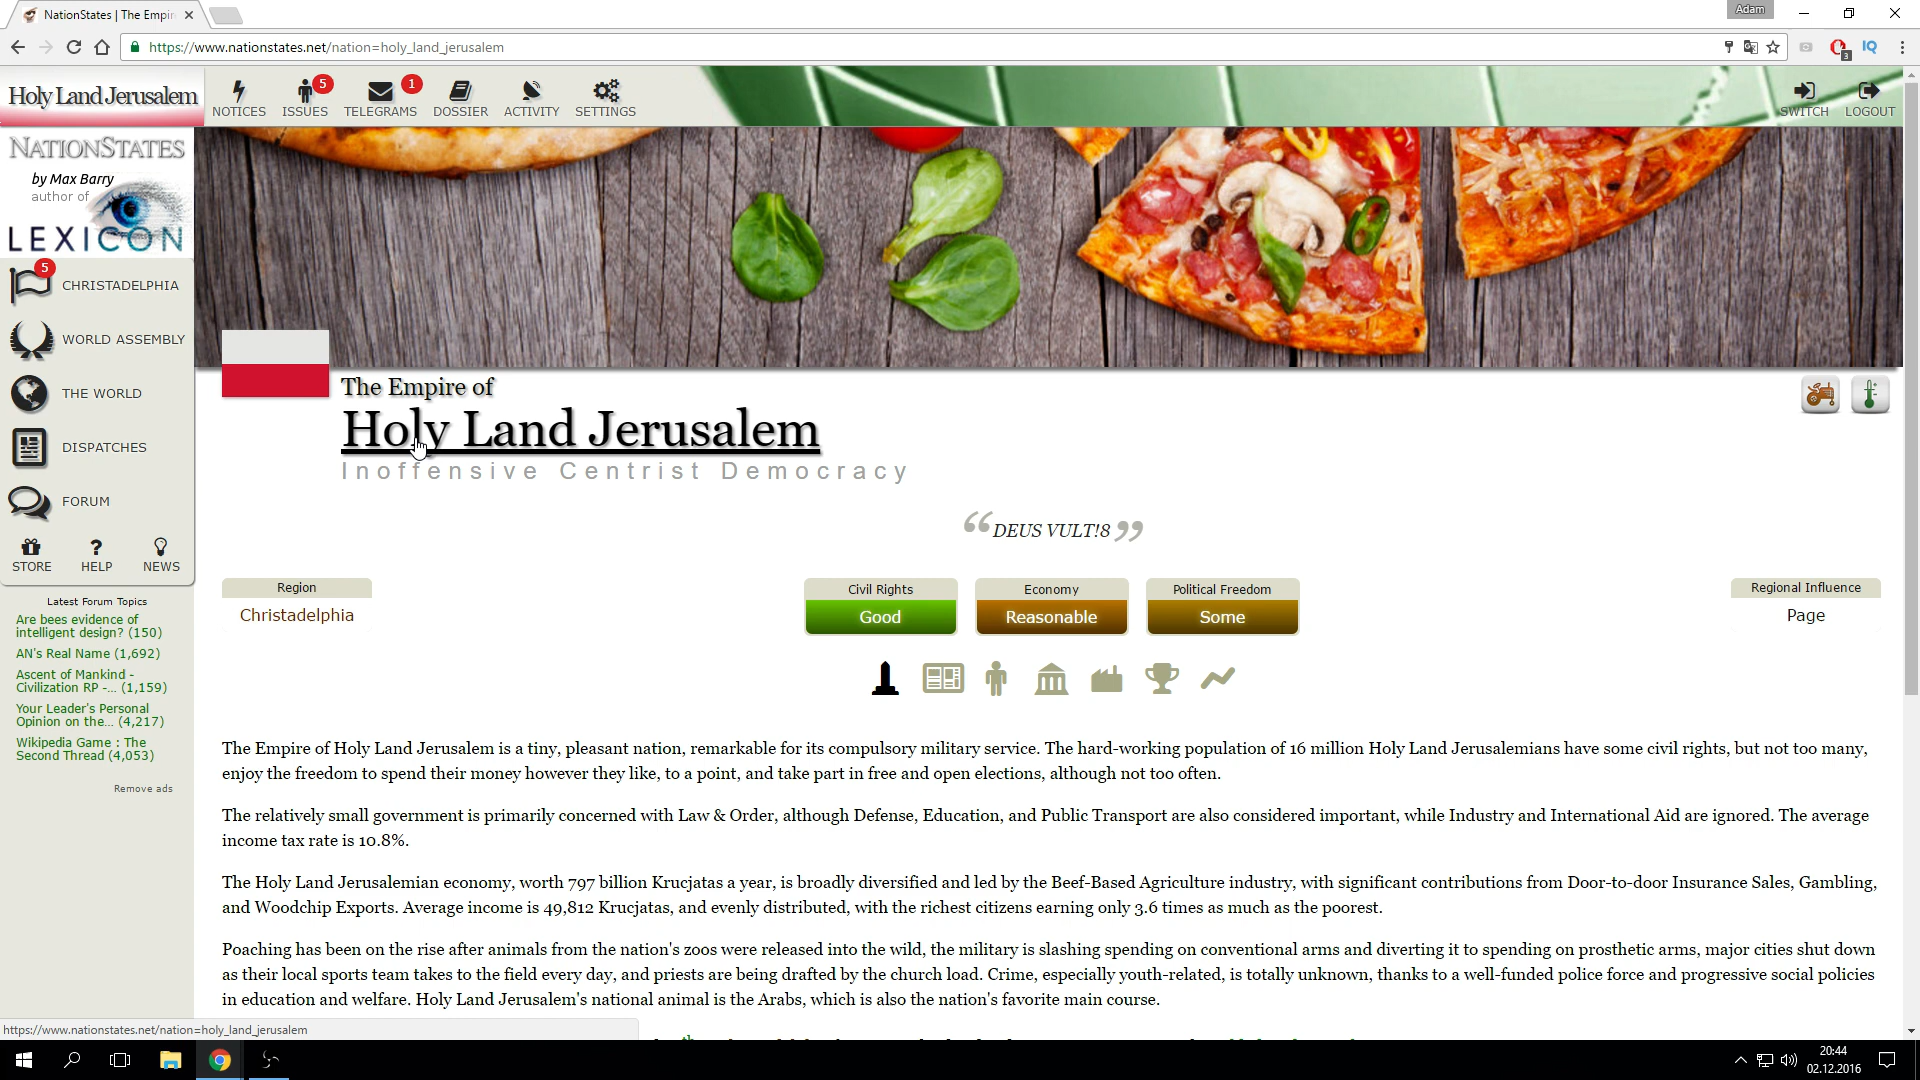 NationStates | The Empir
Adam
https://www.nationstates.net/nation=holy_land_jerusalem
IQ
3
Holy Land Jerusalem
NOTICES
5
ISSUES
1
TELEGRAMS
DOSSIER
ACTIVITY
SETTINGS
SWITCH
LOGOUT
NATIONSTATES
by Max Barry
author of
LEXICON
5
CHRISTADELPHIA
WORLD ASSEMBLY
THE WORLD
DISPATCHES
FORUM
STORE
HELP
NEWS
Latest Forum Topics
Are bees evidence of
intelligent design? (150)
AN's Real Name (1,692)
Ascent of Mankind -
Civilization RP -... (1,159)
Your Leader's Personal
Opinion on the... (4,217)
Wikipedia Game : The
Second Thread (4,053)
Remove ads
The Empire of
Holy Land Jerusalem
Inoffensive Centrist Democracy
“DEUS VULT!8”
Region
Christadelphia
Civil Rights
Good
Economy
Reasonable
Political Freedom
Some
Regional Influence
Page
The Empire of Holy Land Jerusalem is a tiny, pleasant nation, remarkable for its compulsory military service. The hard-working population of 16 million Holy Land Jerusalemians have some civil rights, but not too many,
enjoy the freedom to spend their money however they like, to a point, and take part in free and open elections, although not too often.
The relatively small government is primarily concerned with Law & Order, although Defense, Education, and Public Transport are also considered important, while Industry and International Aid are ignored. The average
income tax rate is 10.8%.
The Holy Land Jerusalemian economy, worth 797 billion Krucjatas a year, is broadly diversified and led by the Beef-Based Agriculture industry, with significant contributions from Door-to-door Insurance Sales, Gambling,
and Woodchip Exports. Average income is 49,812 Krucjatas, and evenly distributed, with the richest citizens earning only 3.6 times as much as the poorest.
Poaching has been on the rise after animals from the nation's zoos were released into the wild, the military is slashing spending on conventional arms and diverting it to spending on prosthetic arms, major cities shut down
as their local sports team takes to the field every day, and priests are being drafted by the church load. Crime, especially youth-related, is totally unknown, thanks to a well-funded police force and progressive social policies
in education and welfare. Holy Land Jerusalem's national animal is the Arabs, which is also the nation's favorite main course.
https://www.nationstates.net/nation=holy_land_jerusalem
20:44
02.12.2016